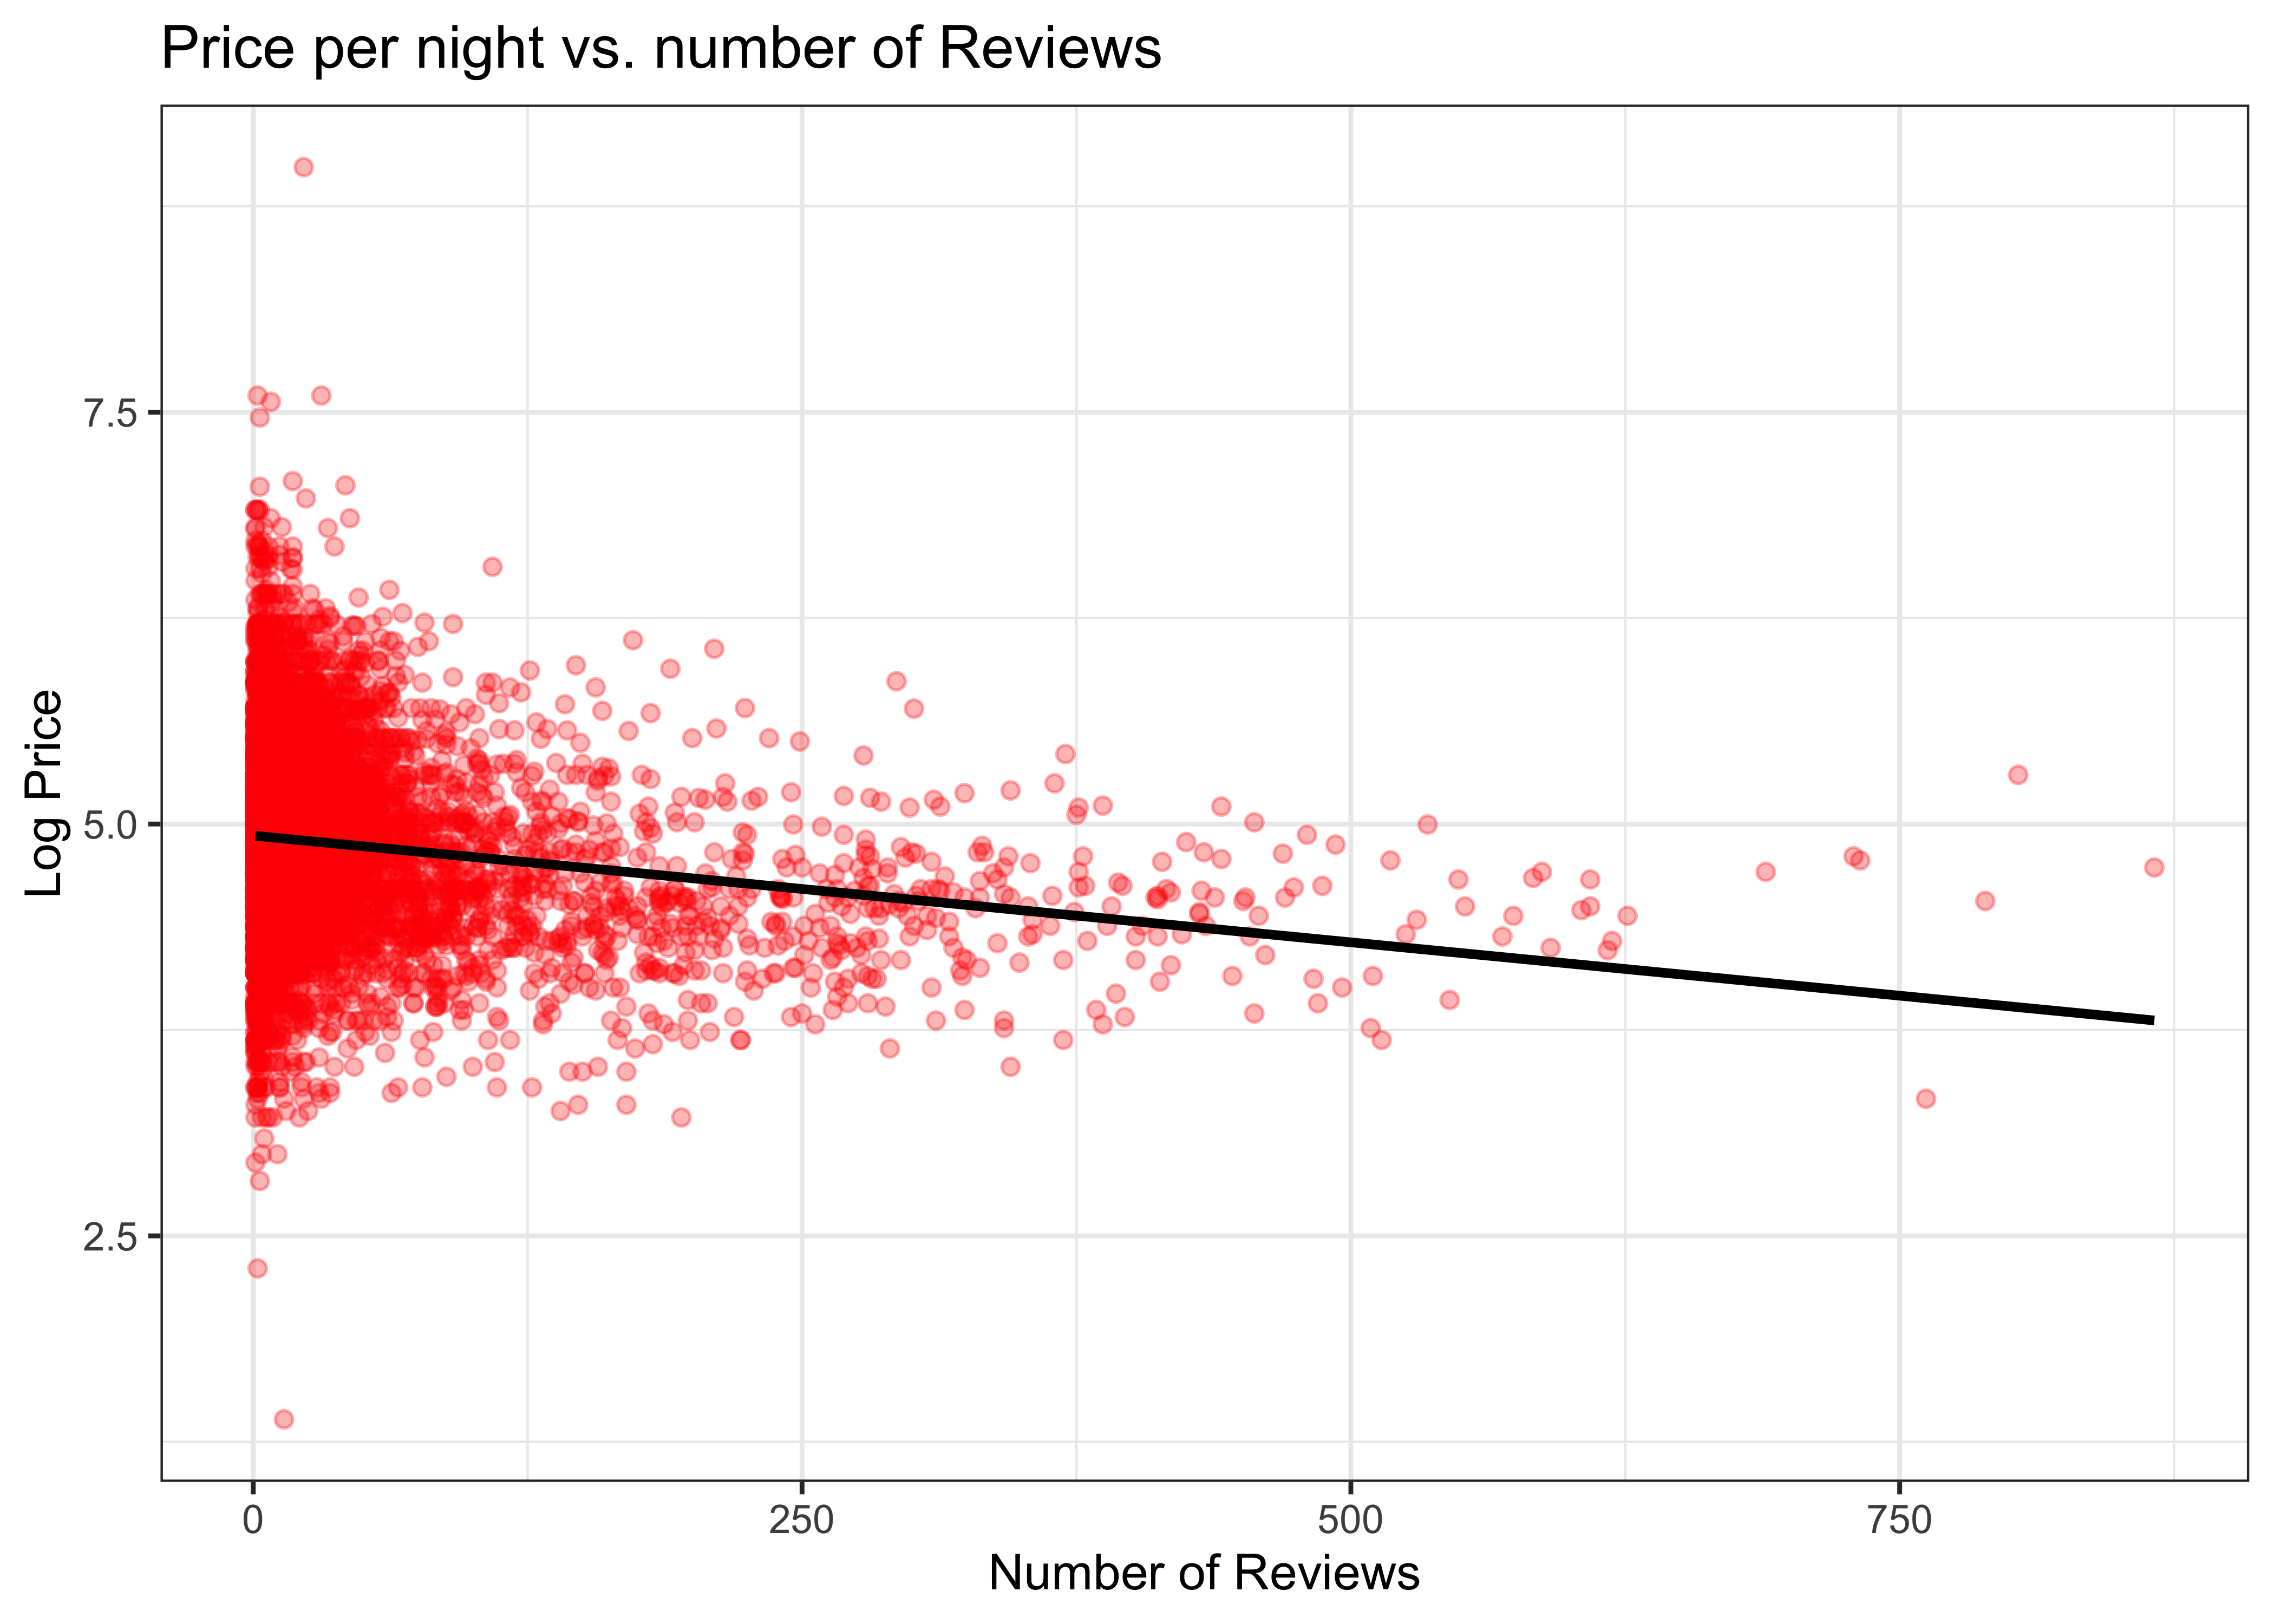 Price per night vs. number of Reviews
Log Price
7.5
5.0
2.5
0 250 500 750
Number of Reviews